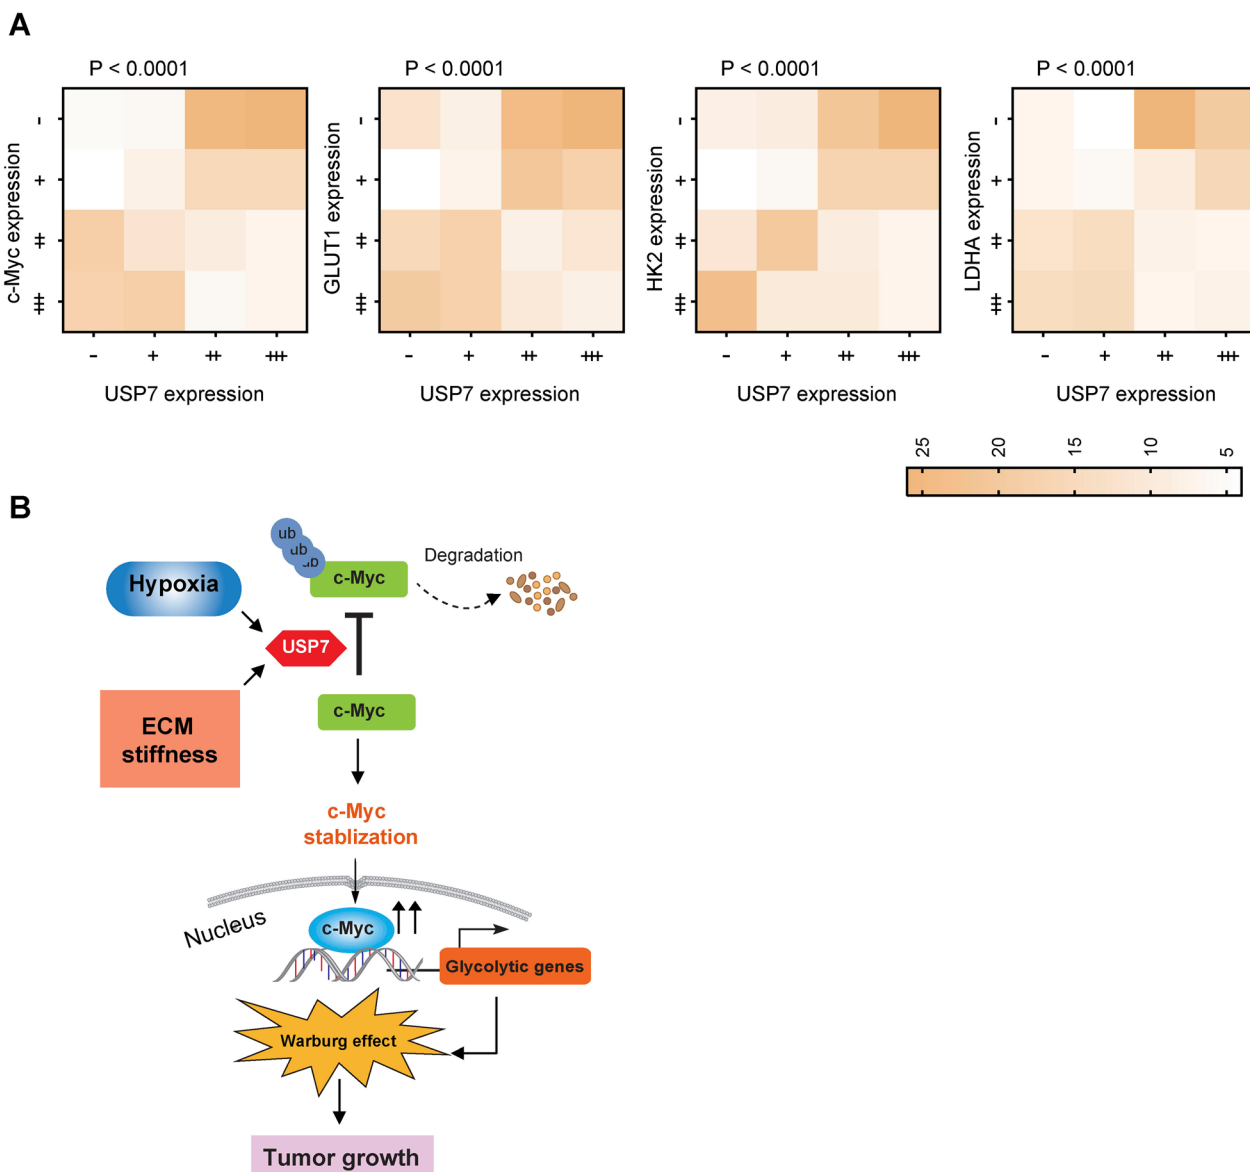 A
P < 0.0001
P < 0.0001
P < 0.0001
P < 0.0001
c-Myc expression
-
+
++
+++
-
+
++
+++
USP7 expression
GLUT1 expression
-
+
++
+++
-
+
++
+++
USP7 expression
HK2 expression
-
+
++
+++
-
+
++
+++
USP7 expression
LDHA expression
-
+
++
+++
-
+
++
+++
USP7 expression
25
20
15
10
5
B
ub
ub
ub
c-Myc
Degradation
Hypoxia
USP7
ECM
stiffness
c-Myc
c-Myc
stablization
Nucleus
c-Myc
Glycolytic genes
Warburg effect
Tumor growth